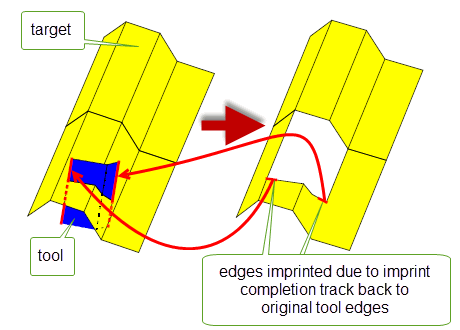 target
tool
edges imprinted due to imprint
completion track back to
original tool edges